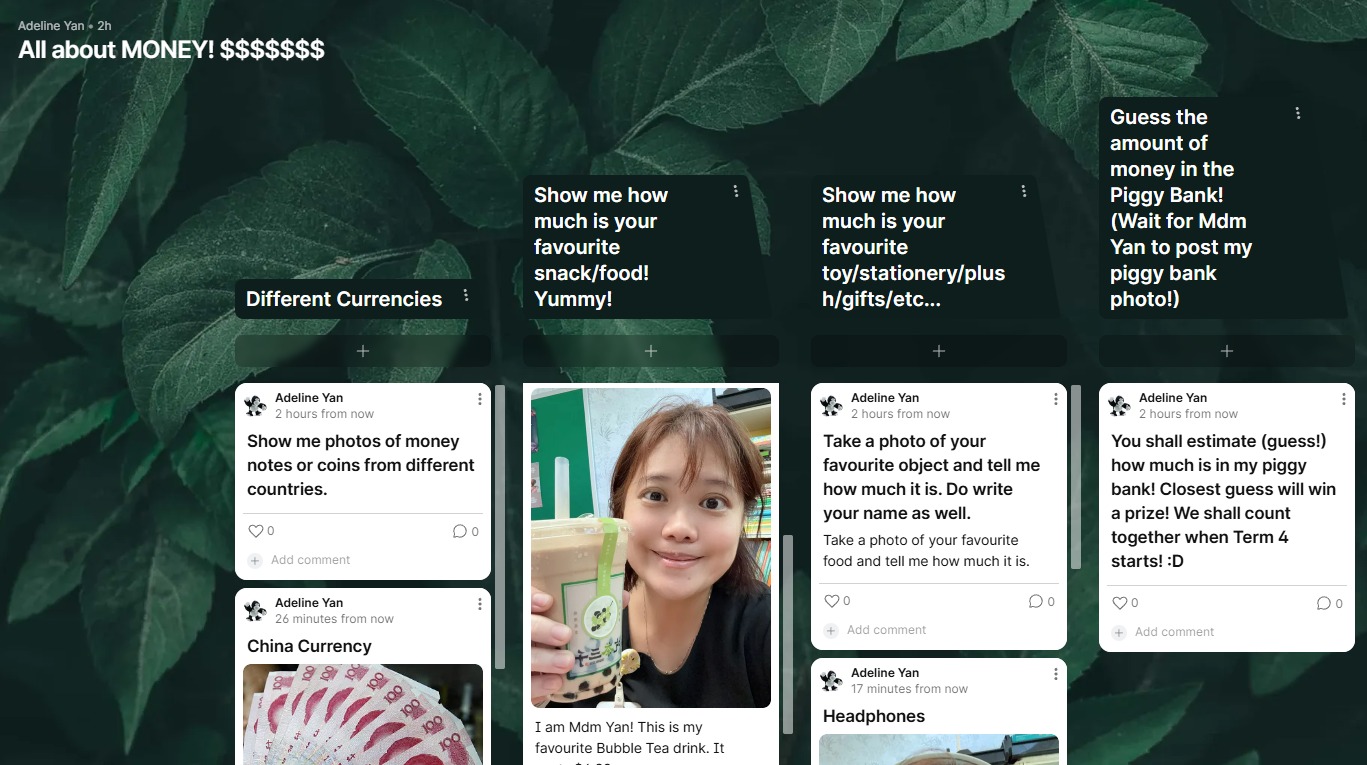 Adeline Yan • 2h
All about MONEY! $$$$$$$
Different Currencies
Adeline Yan
2 hours from now
Show me photos of money
notes or coins from different
countries.
0
0
Add comment
Adeline Yan
26 minutes from now
China Currency
100
100
100
100
100
100
100
Show me how
much is your
favourite
snack/food!
Yummy!
I am Mdm Yan! This is my
favourite Bubble Tea drink. It
Show me how
much is your
favourite
toy/stationery/plus
h/gifts/etc...
Adeline Yan
2 hours from now
Take a photo of your
favourite object and tell me
how much it is. Do write
your name as well.
Take a photo of your favourite
food and tell me how much it is.
0
0
Add comment
Adeline Yan
17 minutes from now
Headphones
Guess the
amount of
money in the
Piggy Bank!
(Wait for Mdm
Yan to post my
piggy bank
photo!)
Adeline Yan
2 hours from now
You shall estimate (guess!)
how much is in my piggy
bank! Closest guess will win
a prize! We shall count
together when Term 4
starts! :D
0
0
Add comment